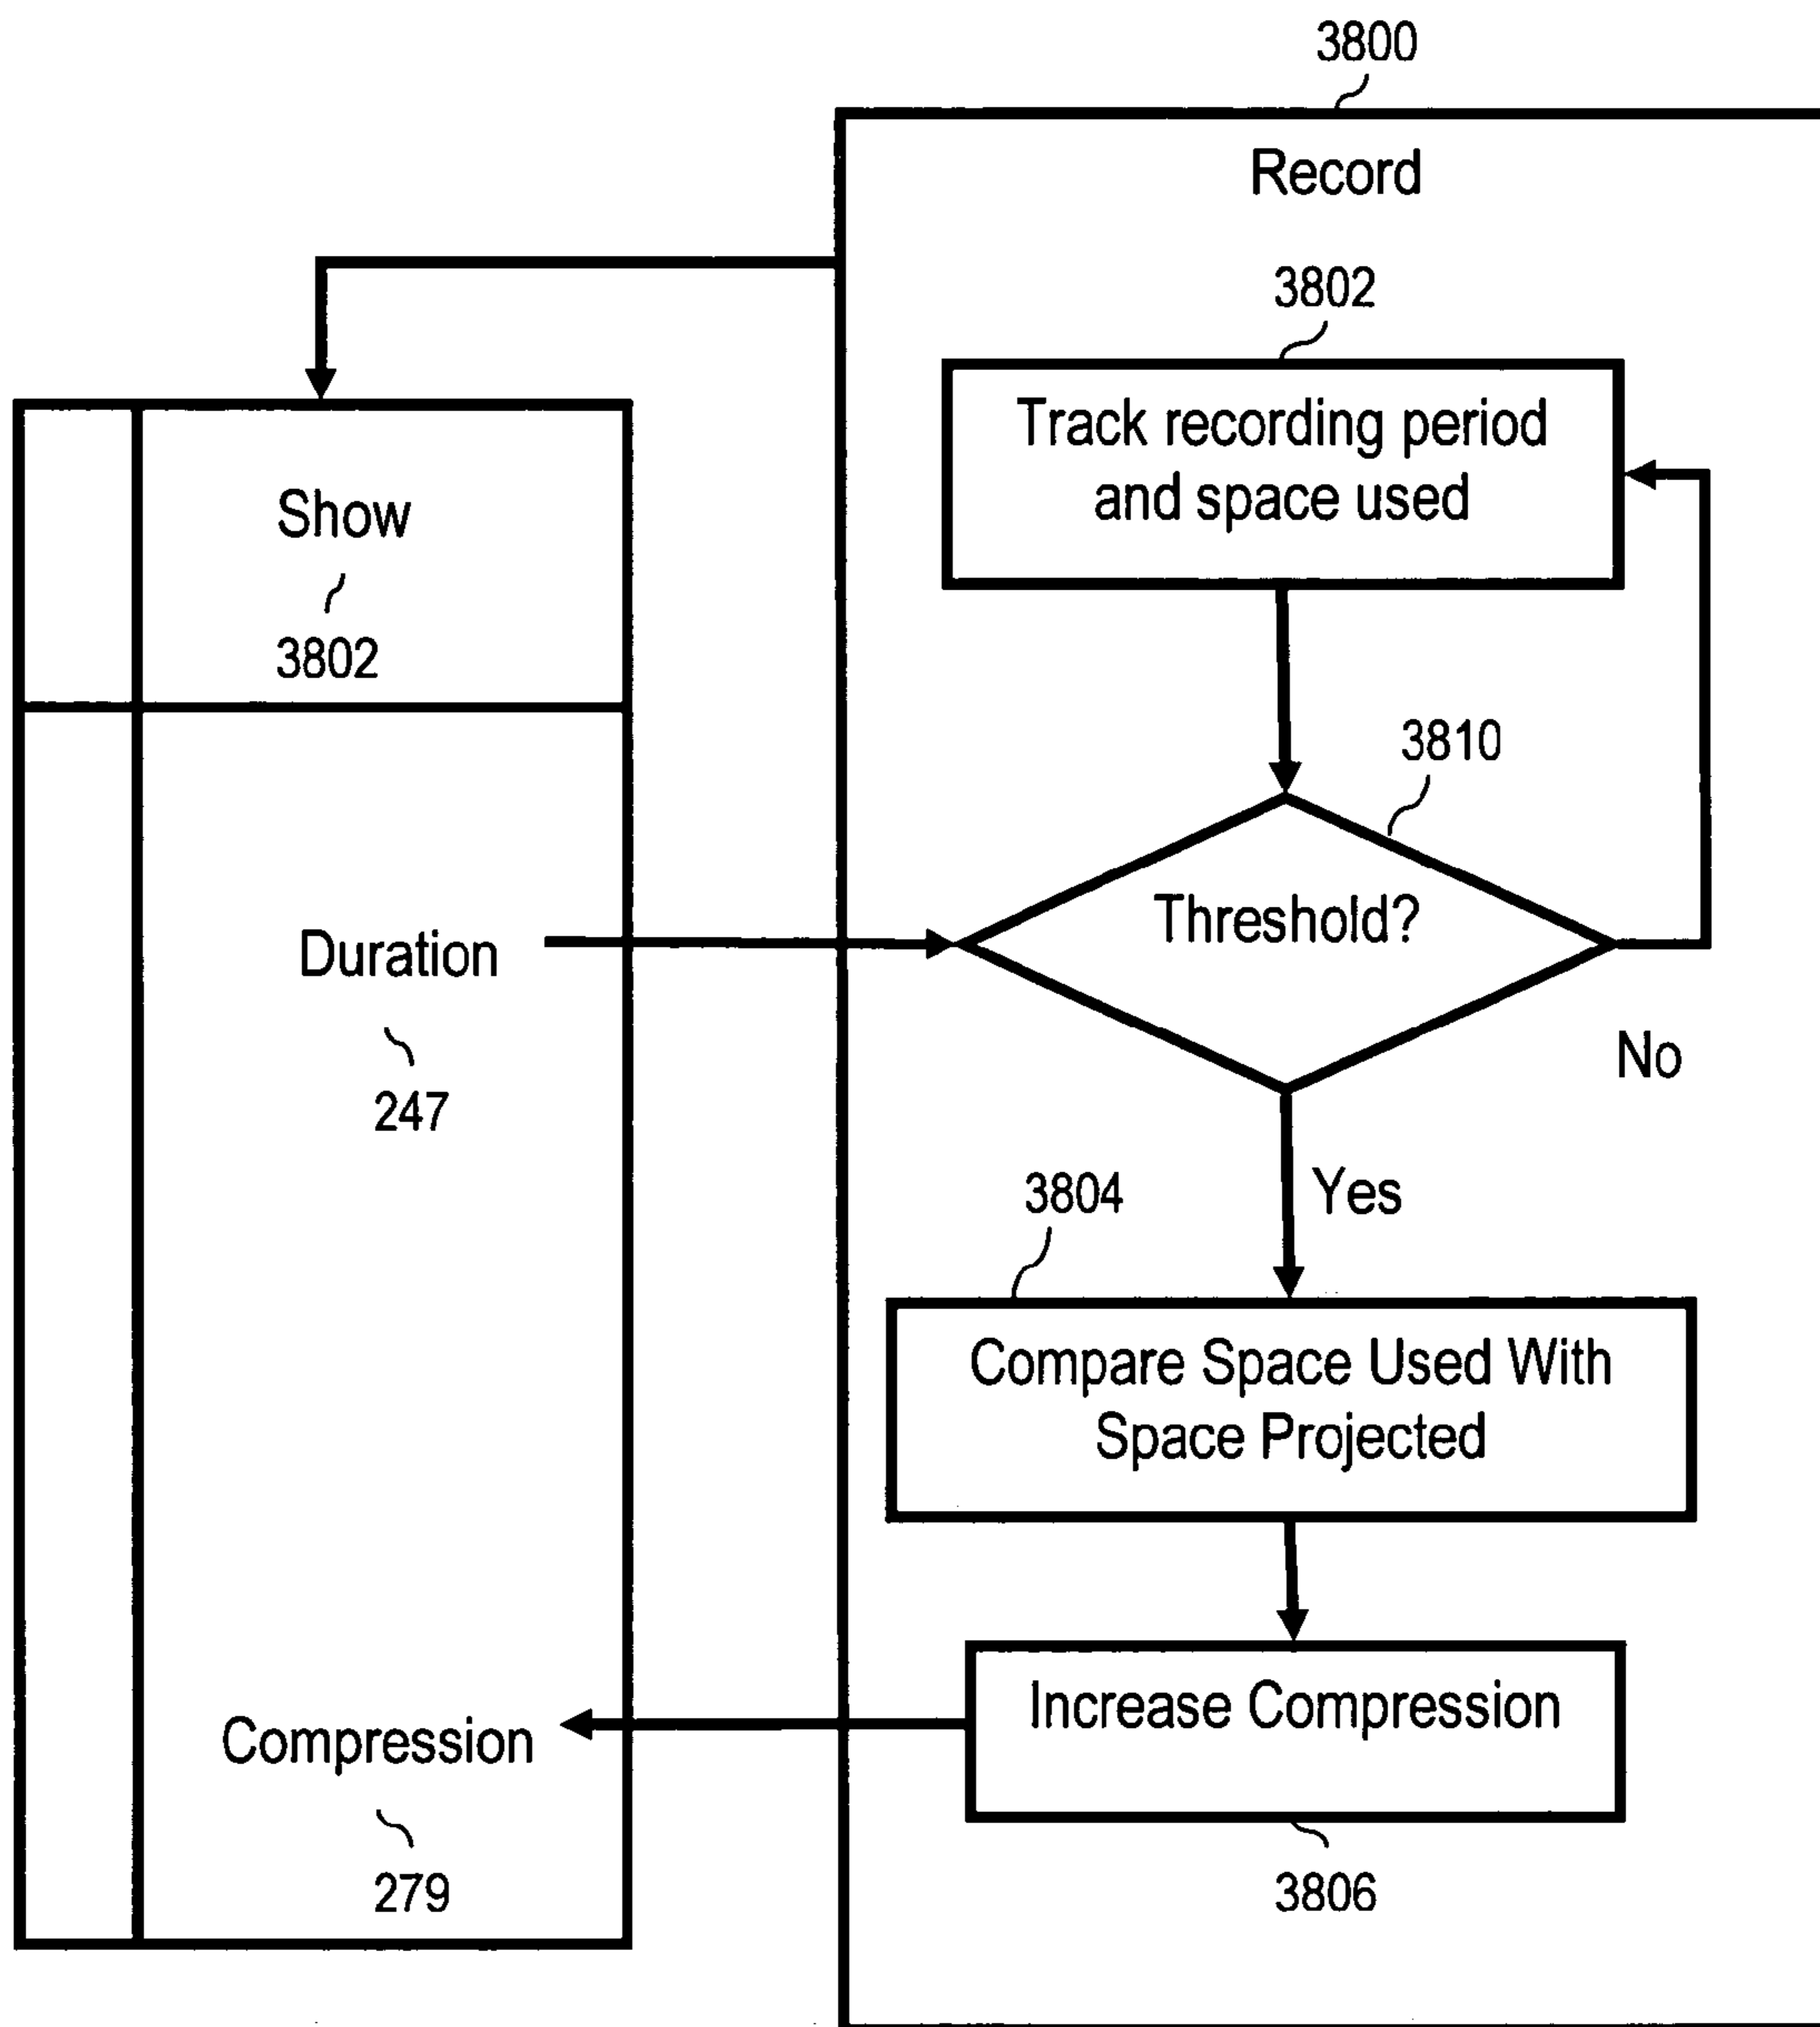 3800
Record
3802
Track recording period
and space used
Show
3802
3810
Threshold?
Duration
247
No
Yes
3804
Compare Space Used With
Space Projected
Increase Compression
Compression
279
3806